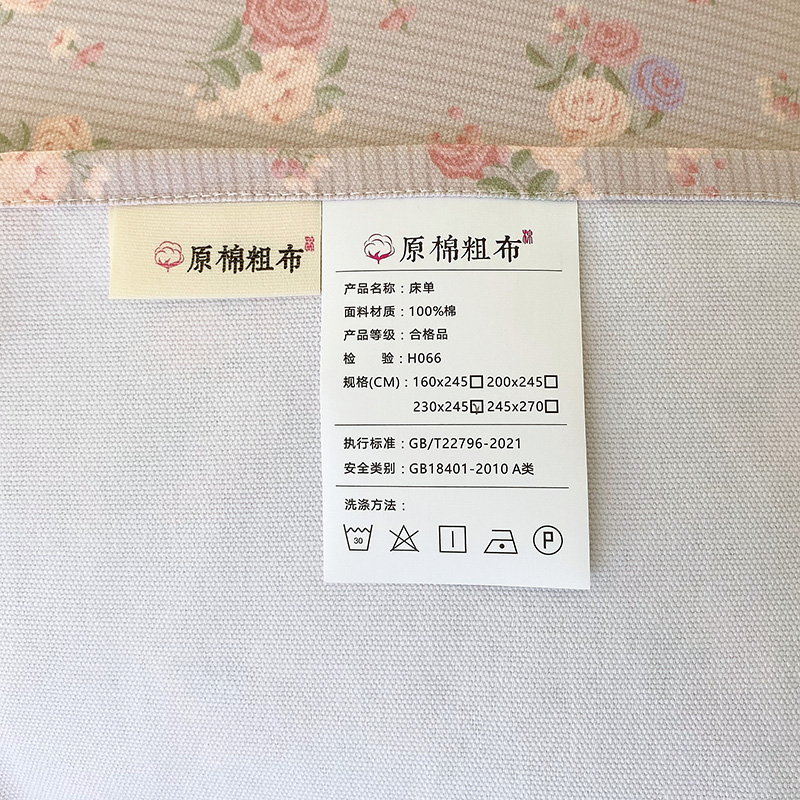 原棉粗布
原棉粗布
产品名称：床单
面料材质：100%棉
产品等级：合格品
检 验：H066
规格(CM)：160x245□ 200x245□
230x245☑ 245x270□
执行标准：GB/T22796-2021
安全类别：GB18401-2010 A类
洗涤方法：
30
P